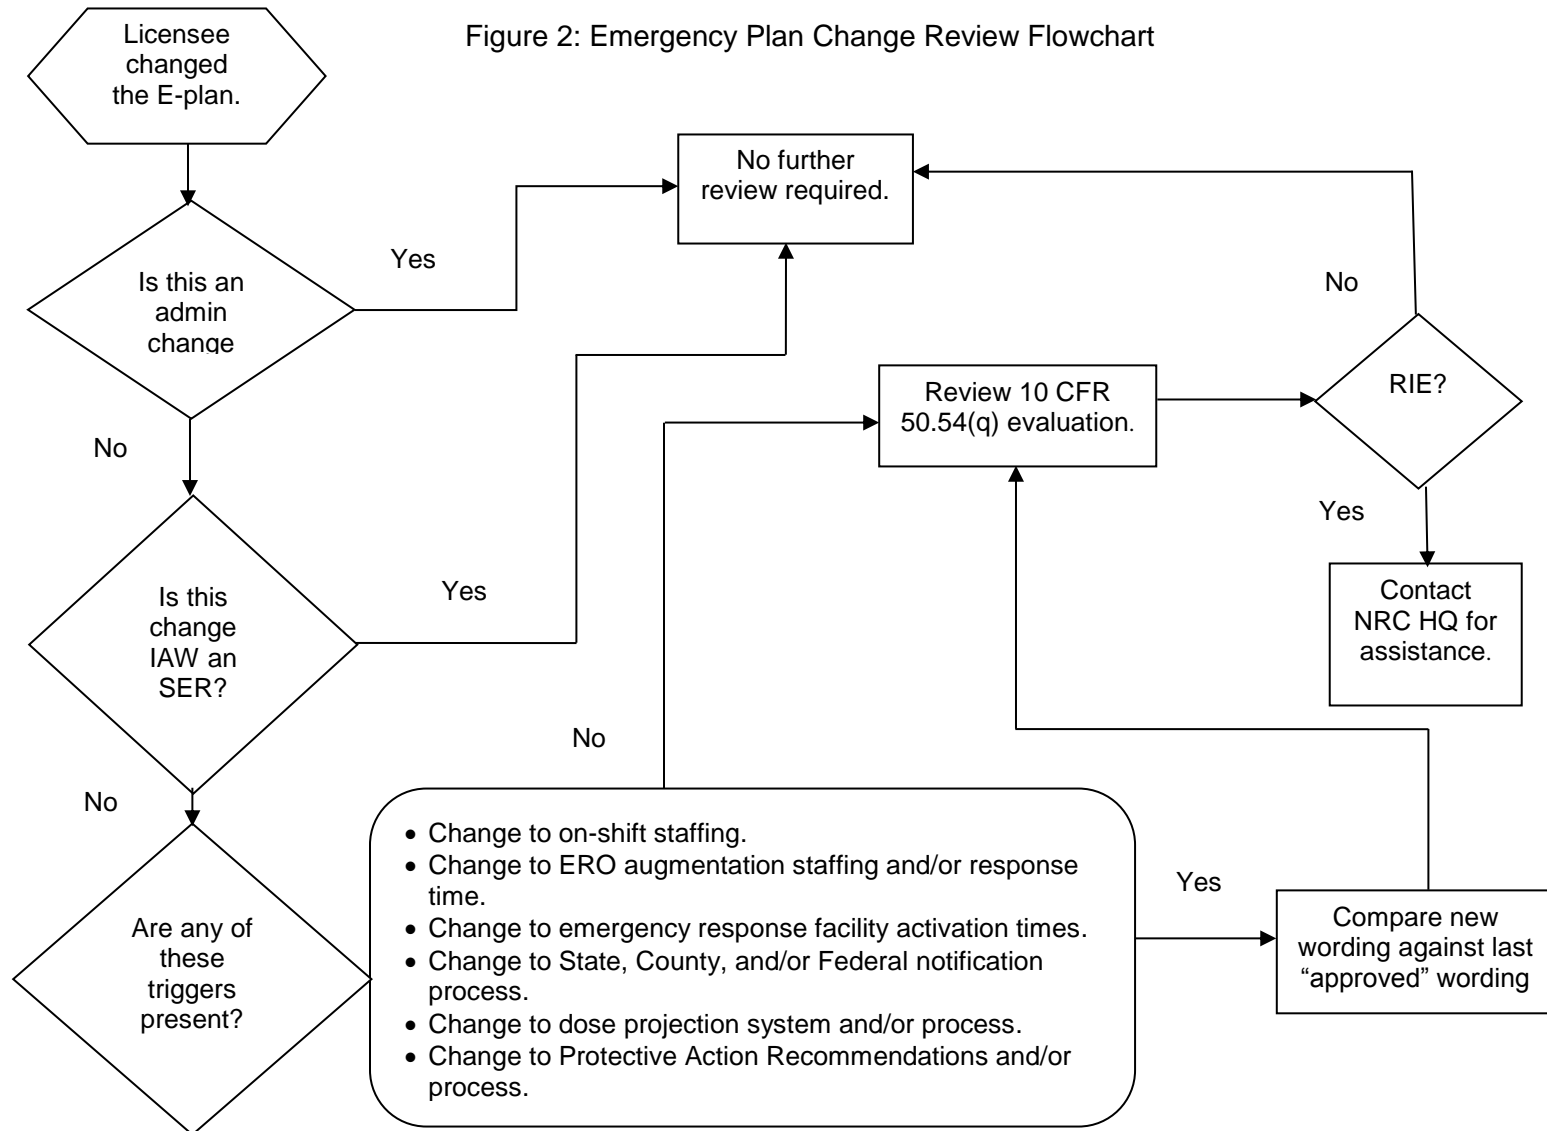 Figure 2: Emergency Plan Change Review Flowchart
Licensee
changed
the E-plan.
No further
review required.
Yes
Is this an
admin
change
No
No
RIE?
Review 10 CFR
50.54(q) evaluation.
Yes
Is this
change
IAW an
SER?
Yes
Contact
NRC HQ for
assistance.
No
No
• Change to on-shift staffing.
• Change to ERO augmentation staffing and/or response
time.
• Change to emergency response facility activation times.
• Change to State, County, and/or Federal notification
process.
• Change to dose projection system and/or process.
• Change to Protective Action Recommendations and/or
process.
Yes
Are any of
these
triggers
present?
Compare new
wording against last
“approved” wording